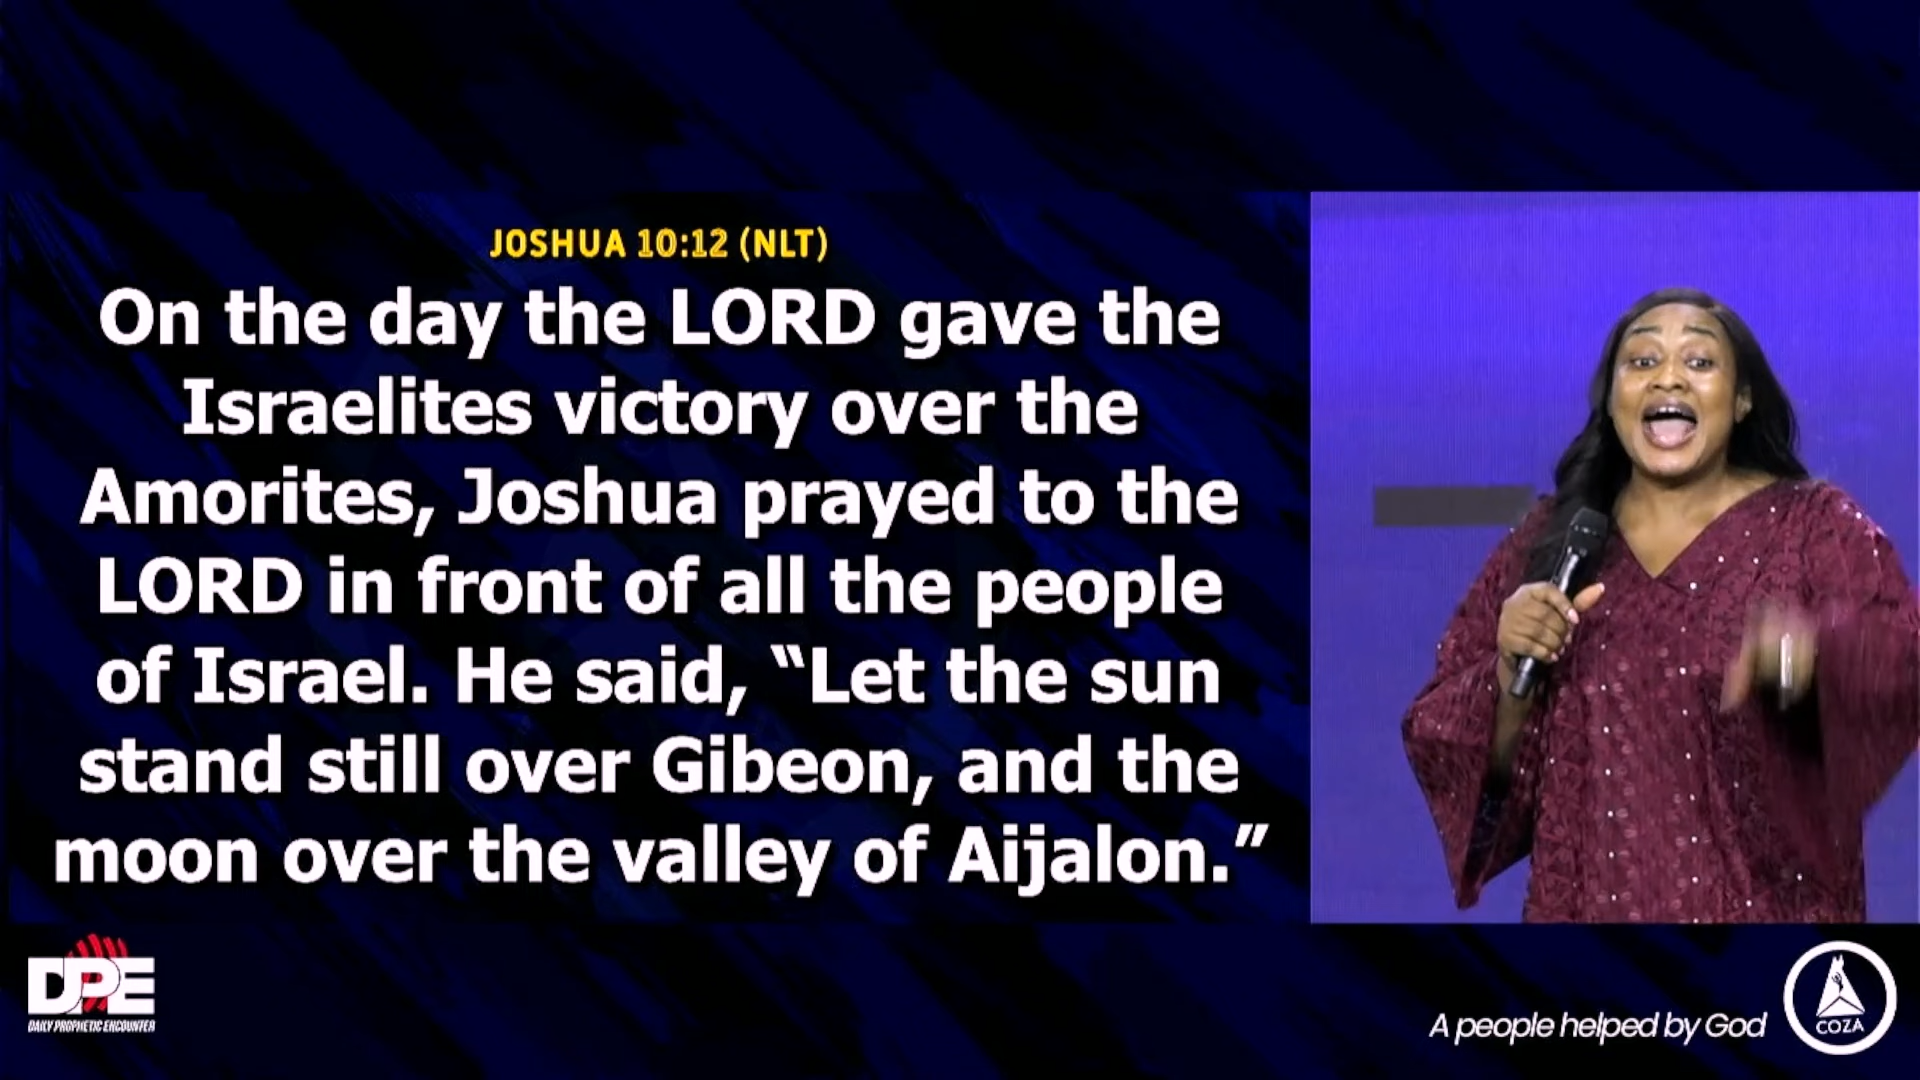 JOSHUA 10:12 (NLT)
On the day the LORD gave the
Israelites victory over the
Amorites, Joshua prayed to the
LORD in front of all the people
of Israel. He said, “Let the sun
stand still over Gibeon, and the
moon over the valley of Aijalon.”
DPE
DAILY PROPHETIC ENCOUNTER
A people helped by God
COZA